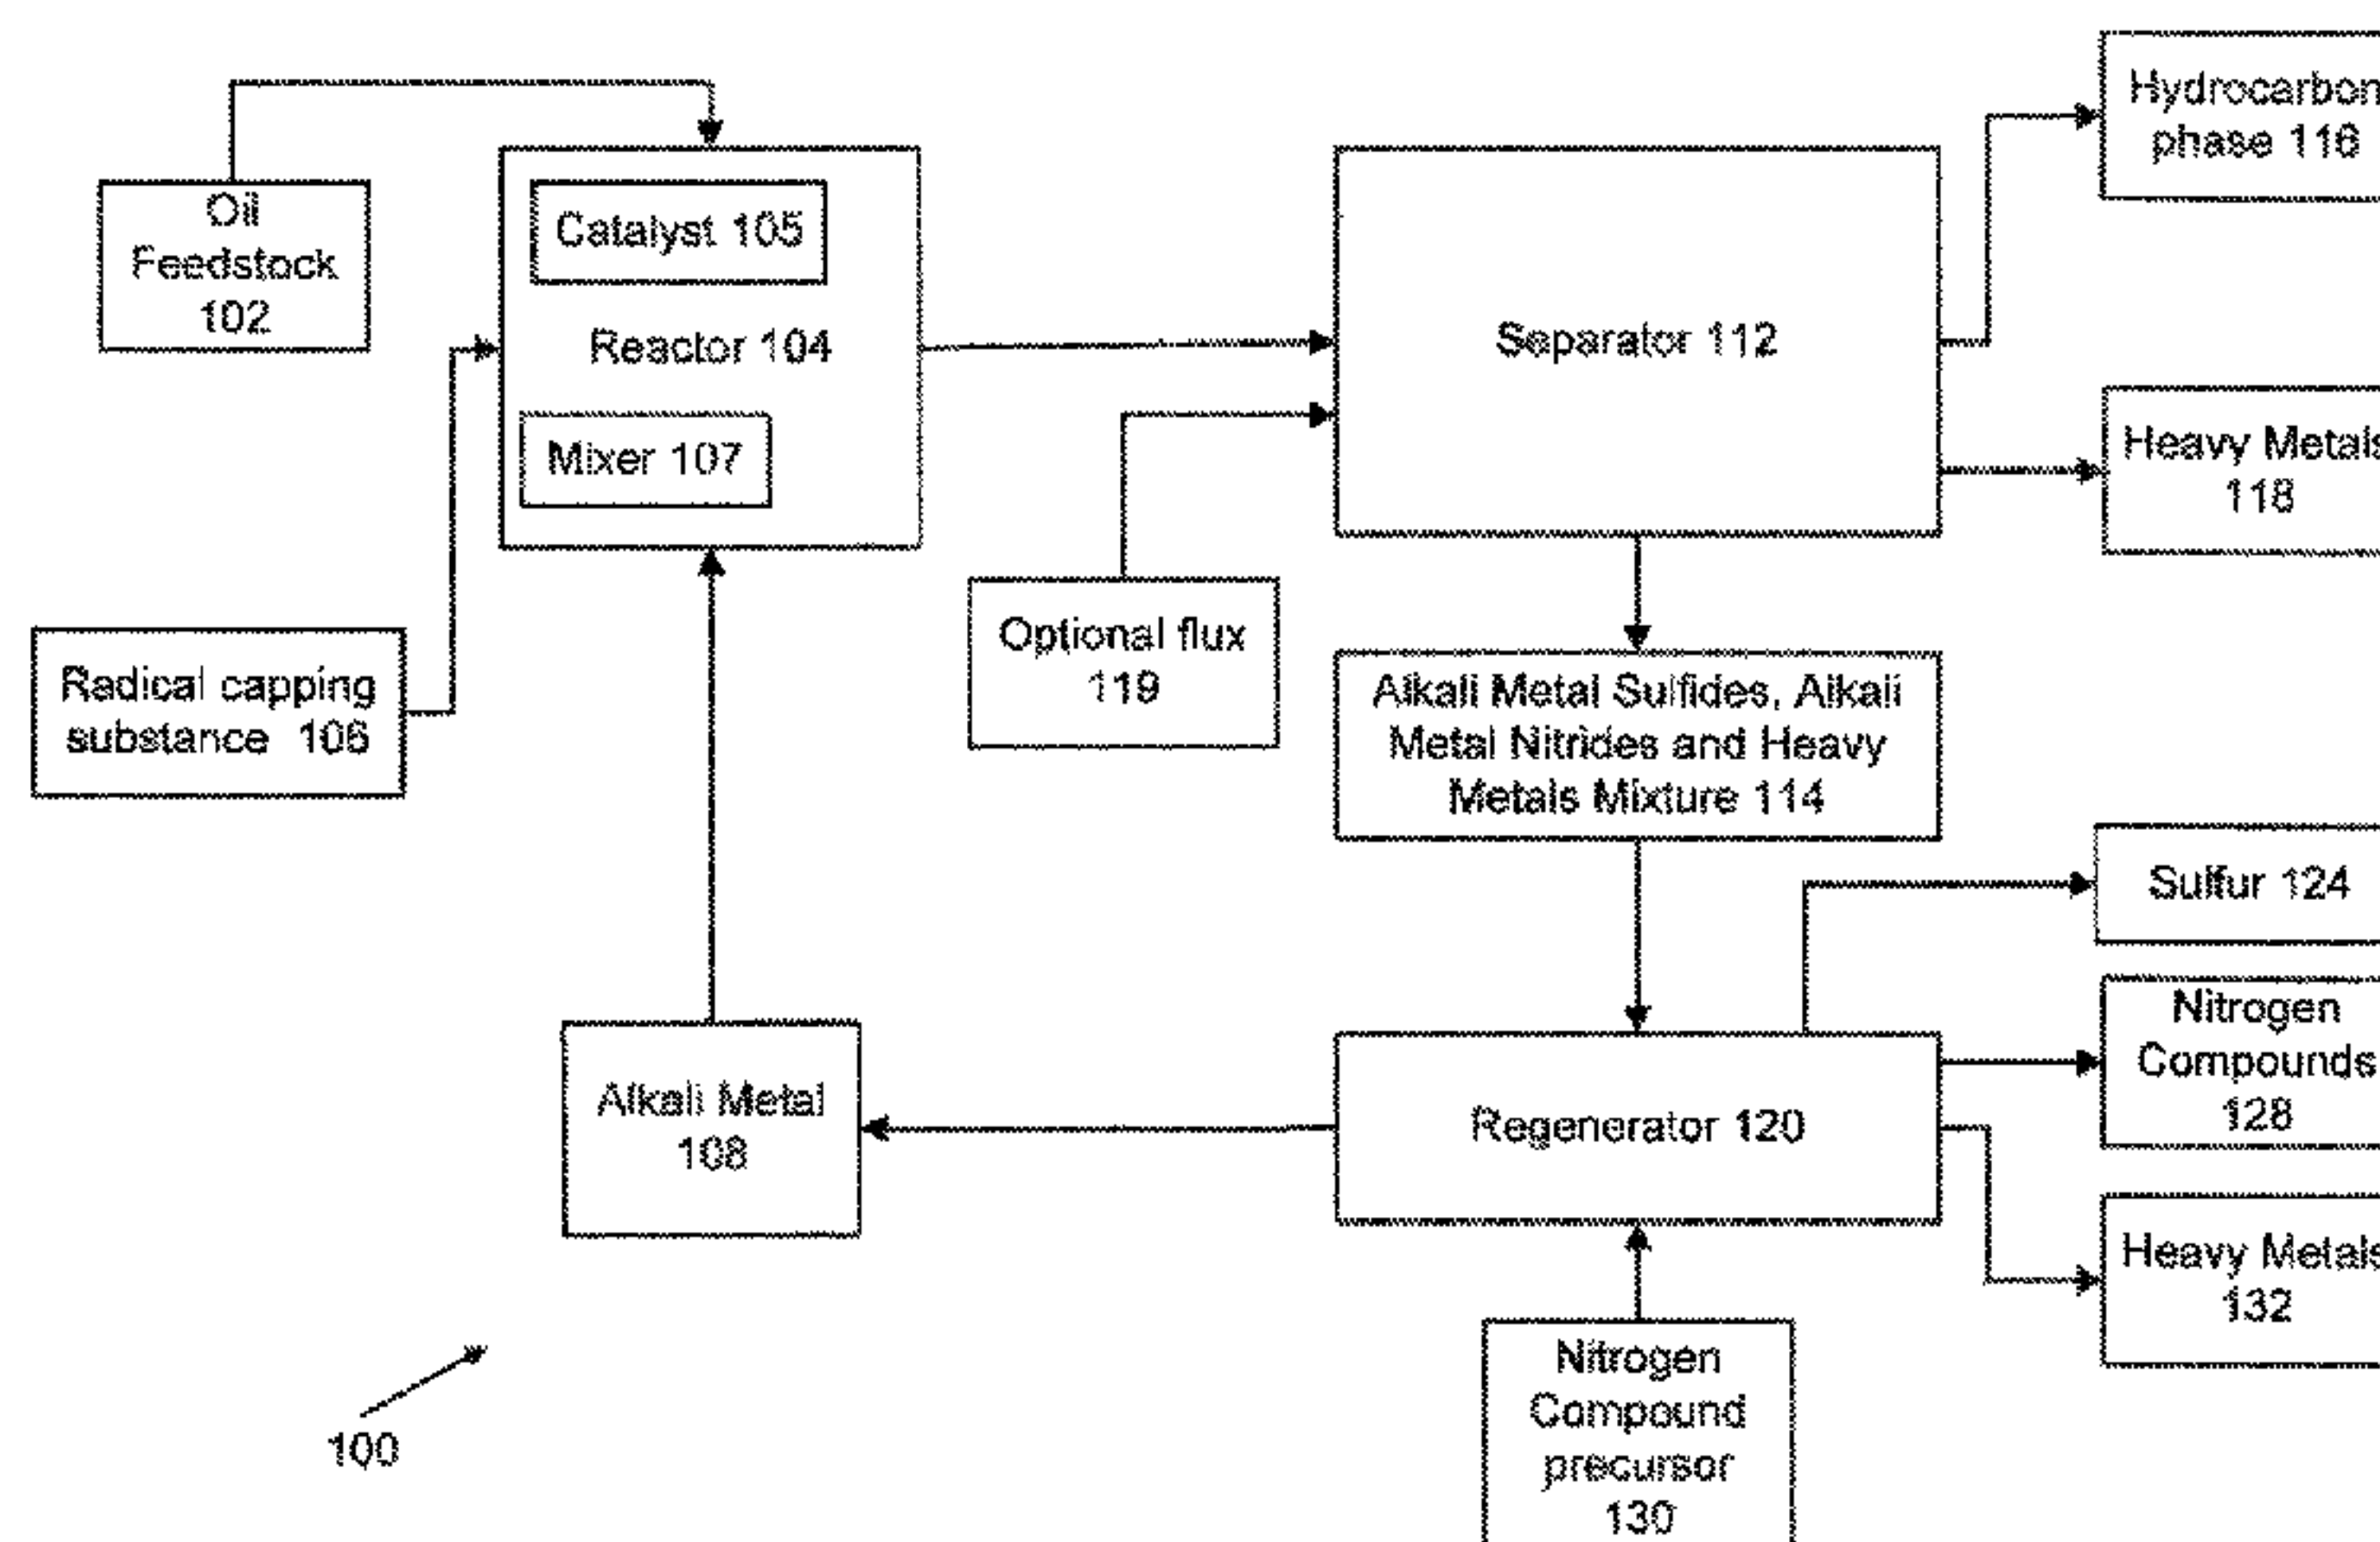 Oil
Feedstock
102
Catalyst 105
Reactor 104
Mixer 107
Radical capping
substance 106
Separator 112
Hydrocarbon
phase 116
Heavy Metals
118
Optional flux
119
Alkali Metal Sulfides, Alkali
Metal Nitrides and Heavy
Metals Mixture 114
Sulfur 124
Nitrogen
Compounds
128
Alkali Metal
108
Regenerator 120
Heavy Metals
132
Nitrogen
Compound
precursor
130
100